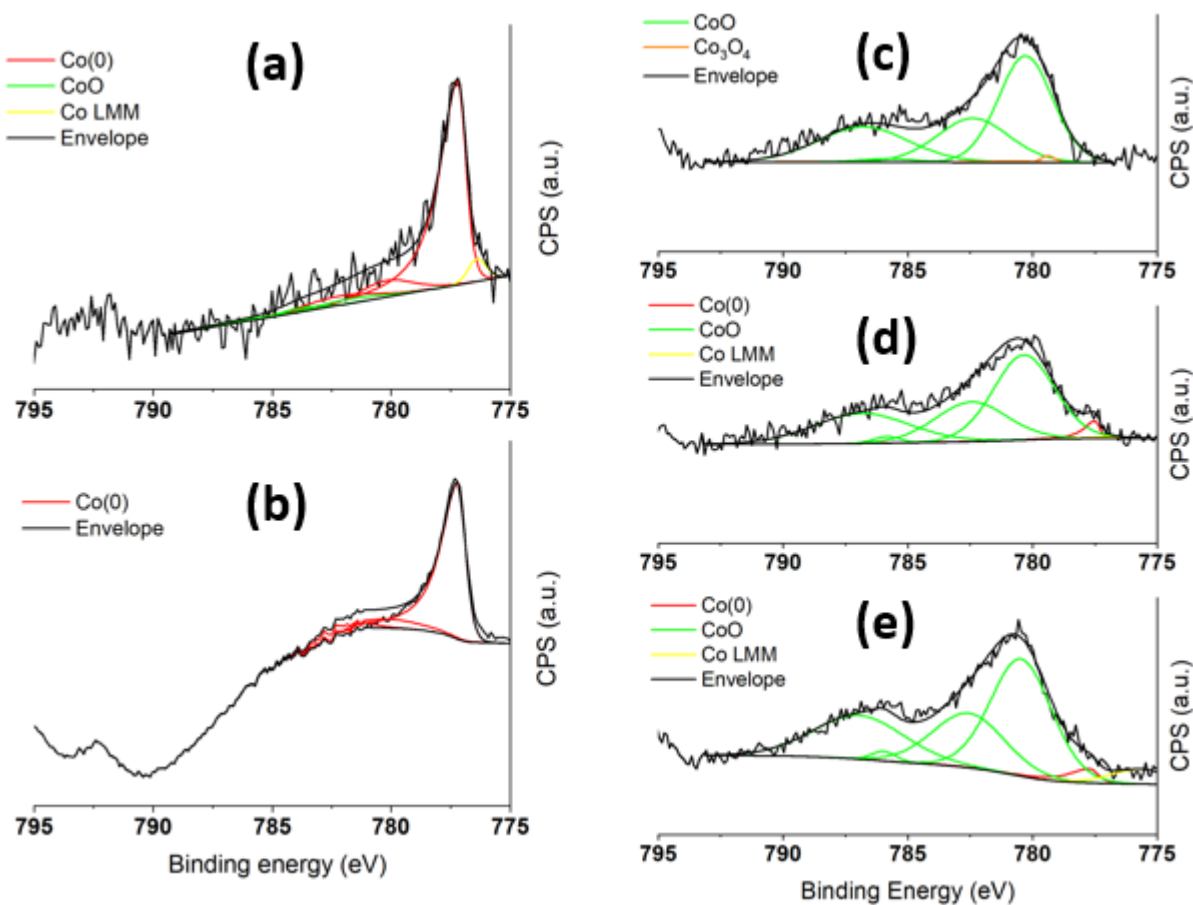 (a)
Co(0)
CoO
Co LMM
Envelope
CPS (a.u.)
795 790 785 780 775
(b)
Co(0)
Envelope
CPS (a.u.)
795 790 785 780 775
Binding energy (eV)
(c)
CoO
Co₃O₄
Envelope
CPS (a.u.)
795 790 785 780 775
(d)
Co(0)
CoO
Co LMM
Envelope
CPS (a.u.)
795 790 785 780 775
(e)
Co(0)
CoO
Co LMM
Envelope
CPS (a.u.)
795 790 785 780 775
Binding Energy (eV)